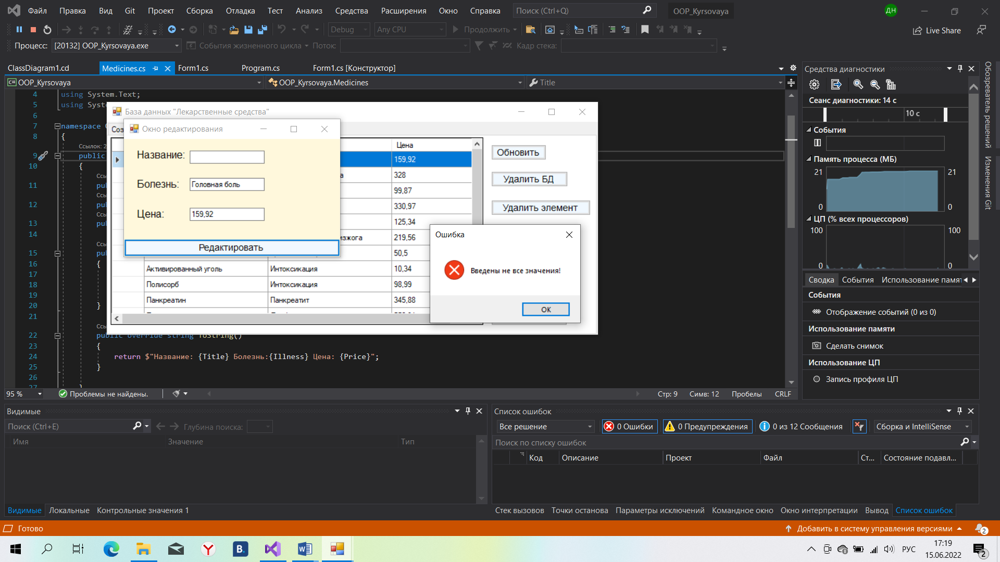 Файл Правка Вид Git Проект Сборка Отладка Тест Анализ Средства Расширения Окно Справка Поиск (Ctrl+Q) OOP_Kyrsovaya ДН
Debug Any CPU Продолжить Live Share
Процесс: [20132] OOP_Kyrsovaya.exe События жизненного цикла Поток: Кадр стека:
ClassDiagram1.cd Medicines.cs Form1.cs Program.cs Form1.cs [Конструктор]
OOP_Kyrsovaya OOP_Kyrsovaya.Medicines Title
4 using System.Text;
5 using Syste
6
7 namespace
8 {
Ссылок: 2
9 public
10 {
11 pu
12 pu
13 pu
14
15 pu
16 {
17
18
19
20 }
21
22 public override string ToString()
23 {
24 return $"Название: {Title} Болезнь:{Illness} Цена: {Price}";
25 }
26
27 }
База данных "Лекарственные средства"
Соз
Цена
159,92
328
99,87
330,97
125,34
изжога 219,56
50,5
Активированный уголь Интоксикация 10,34
Полисорб Интоксикация 98,99
Панкреатин Панкреатит 345,88
Обновить
Удалить БД
Удалить элемент
Окно редактирования
Название:
Болезнь: Головная боль
Цена: 159,92
Редактировать
Ошибка
Введены не все значения!
ОК
95 % Проблемы не найдены. Стр: 9 Симв: 12 Пробелы CRLF
Средства диагностики
Сеанс диагностики: 14 с
10 с
События
Память процесса (МБ)
21 21
0 0
ЦП (% всех процессоров)
100 100
0 0
Сводка События Использование памят
События
Отображение событий (0 из 0)
Использование памяти
Сделать снимок
Использование ЦП
Запись профиля ЦП
Обозреватель решений
Изменения Git
Видимые
Поиск (Ctrl+E) Глубина поиска:
Имя Значение Тип
Видимые Локальные Контрольные значения 1
Список ошибок
Все решение 0 Ошибки 0 Предупреждения 0 из 12 Сообщения Сборка и IntelliSense
Поиск по списку ошибок
Код Описание Проект Файл Ст... Состояние подавл...
Стек вызовов Точки останова Параметры исключений Командное окно Окно интерпретации Вывод Список ошибок
Готово Добавить в систему управления версиями 2
B. РУС 17:19
15.06.2022 2